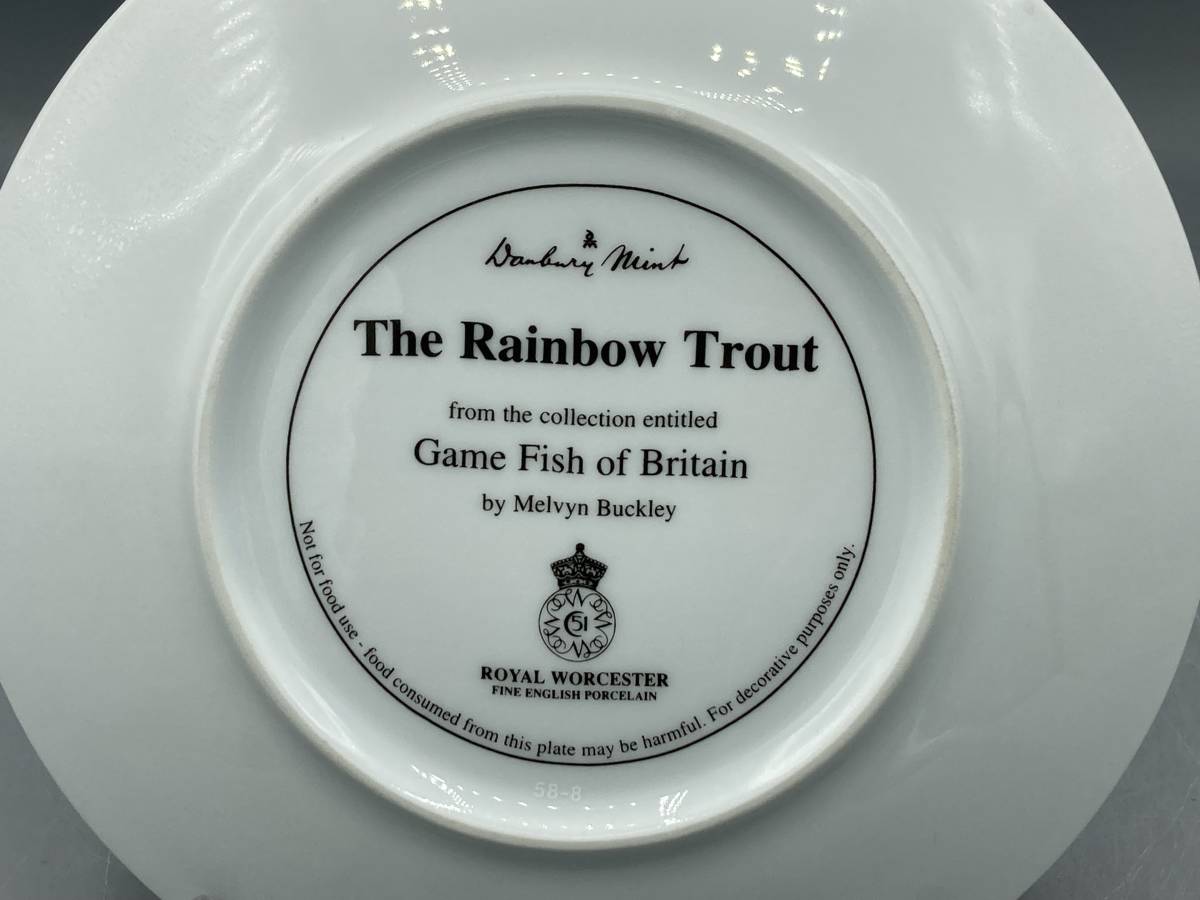 Danbury Mint
The Rainbow Trout
from the collection entitled
Game Fish of Britain
by Melvyn Buckley
51
ROYAL WORCESTER
FINE ENGLISH PORCELAIN
Not for food use - food consumed from this plate may be harmful. For decorative purposes only.
58-8